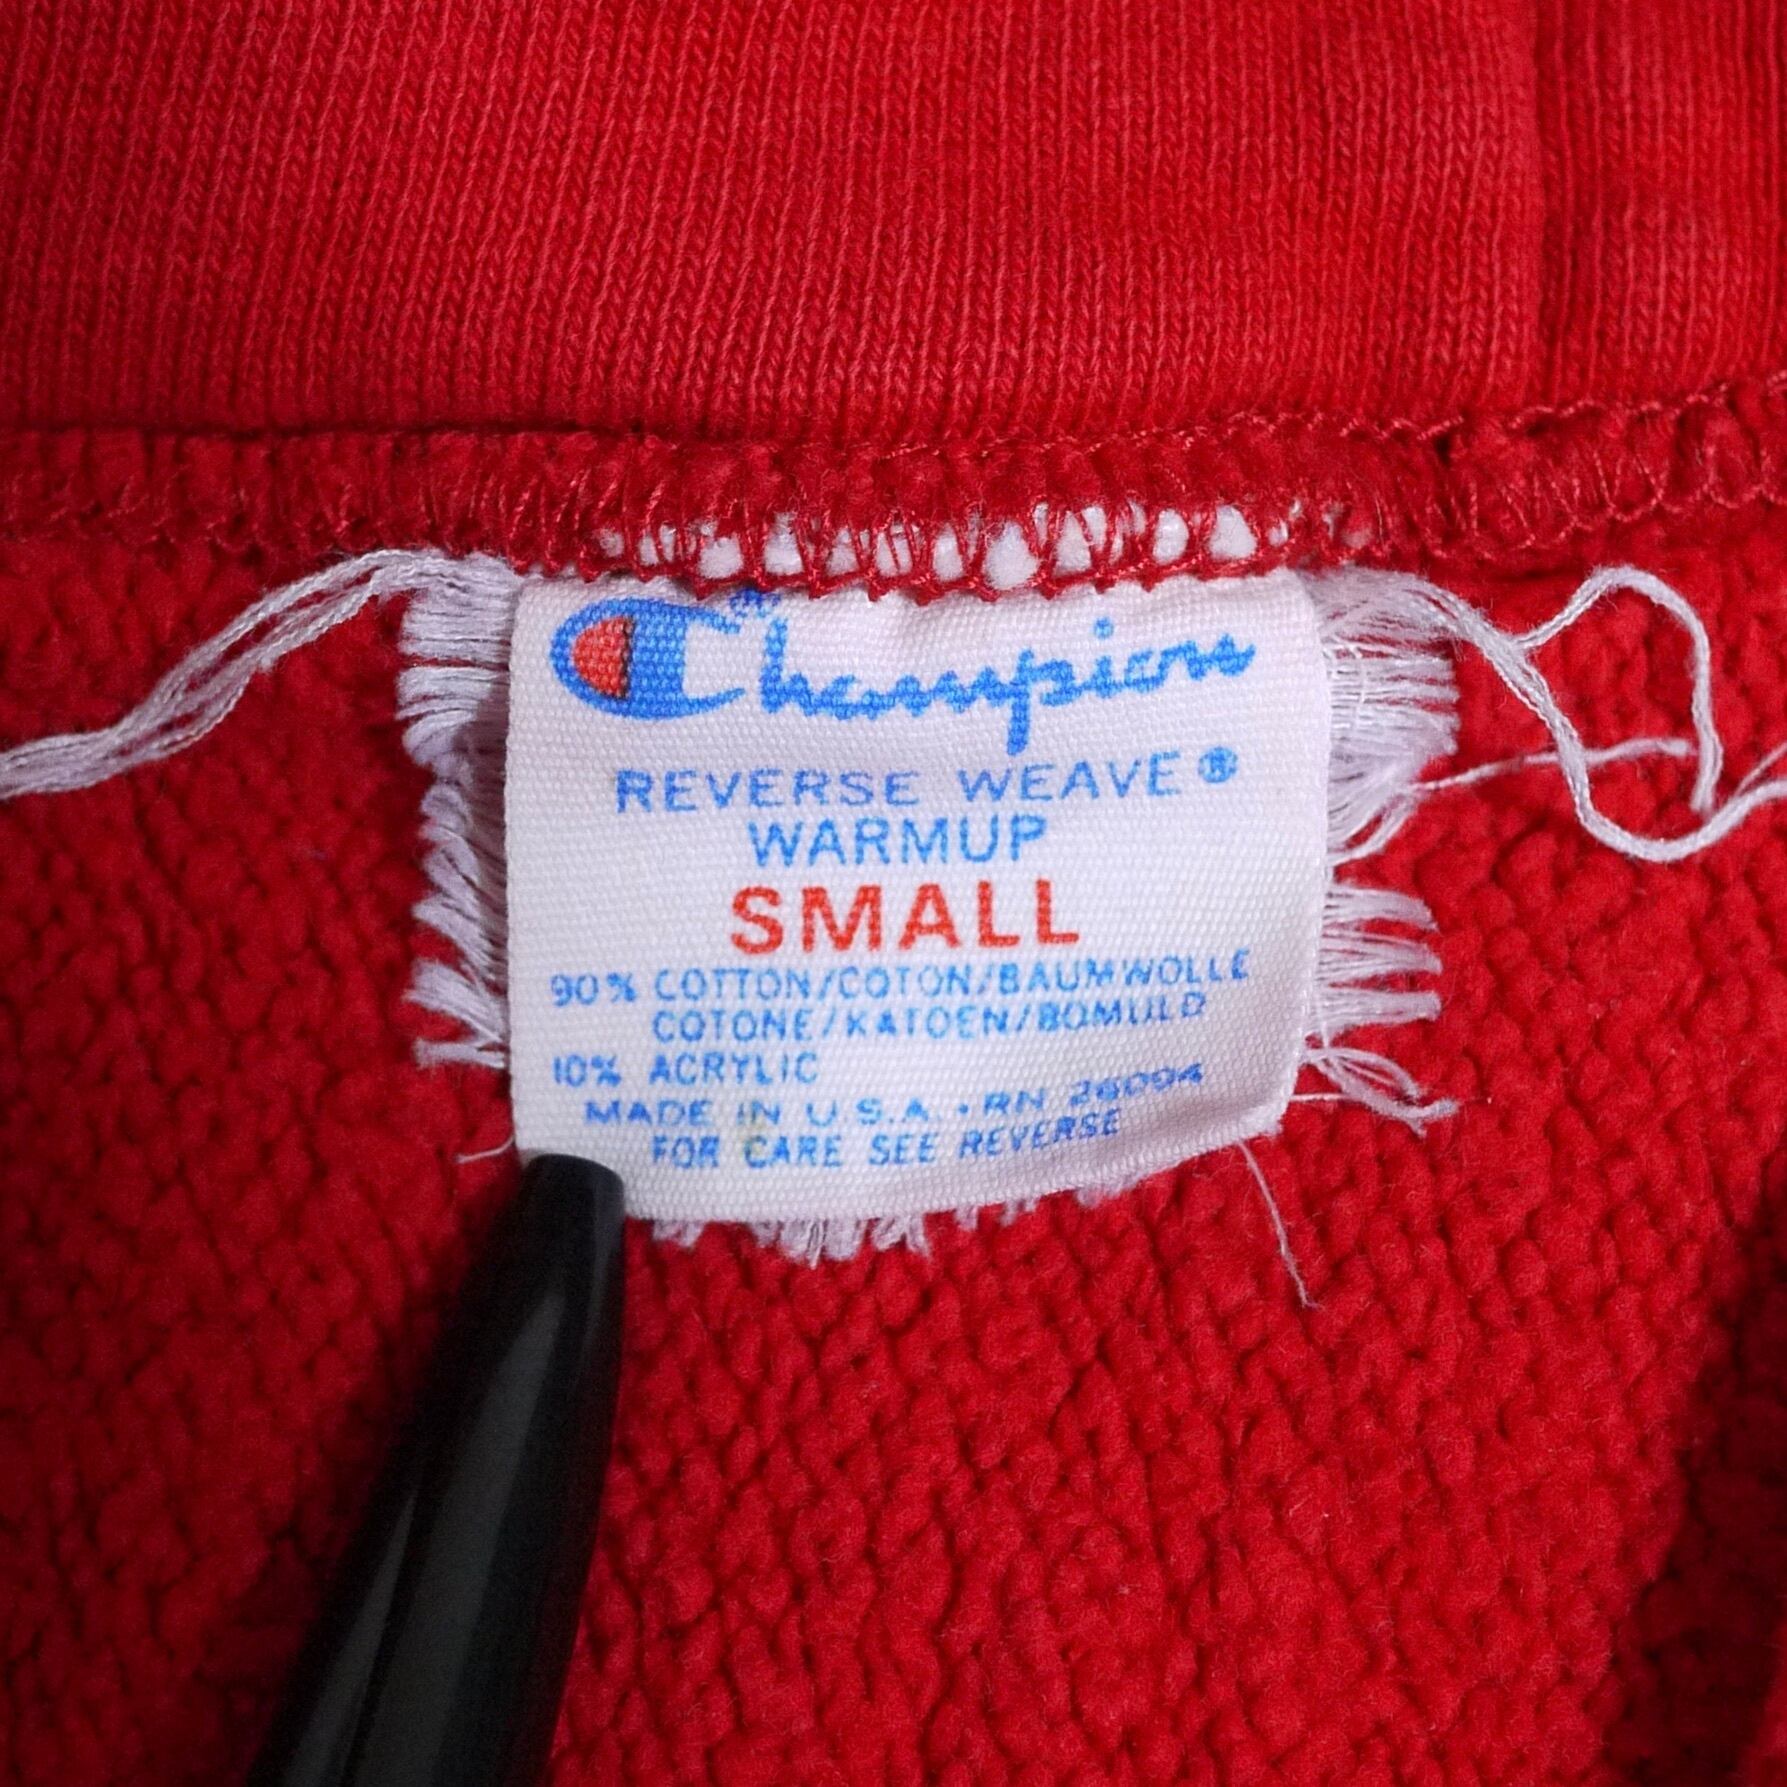 Champion®
REVERSE WEAVE®
WARMUP
SMALL
90% COTTON/COTON/BAUMWOLLE
COTONE/KATOEN/BOMULD
10% ACRYLIC
MADE IN U.S.A. • RN 26094
FOR CARE SEE REVERSE